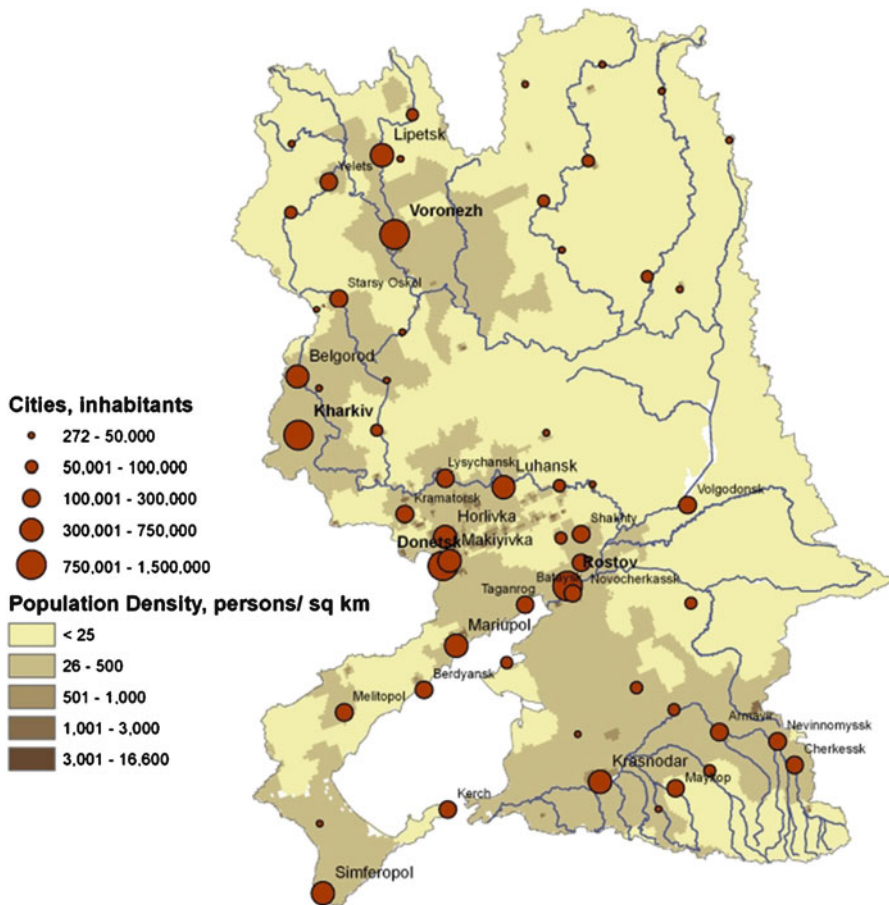 Lipetsk
Yelets
Voronezh
Starsy Oskol
Belgorod
Kharkiv
Cities, inhabitants
272 - 50.000
50,001 - 100,000
100,001 - 300,000
300,001 - 750,000
750,001 - 1.500,000
Population Density, persons/ sq km
< 25
26 - 500
501 - 1,000
1,001 - 3,000
3,001 - 16,600
Lysychansk
Luhansk
Kramatorsk
Volgodonsk
Horlivka
Shakhty
Donetsk
Makiyivka
Rostov
Bataysk
Novocherkassk
Taganrog
Mariupol
Berdyansk
Melitopol
Armavir
Nevinnomyssk
Cherkessk
Krasnodar
Maykop
Kerch
Simferopol